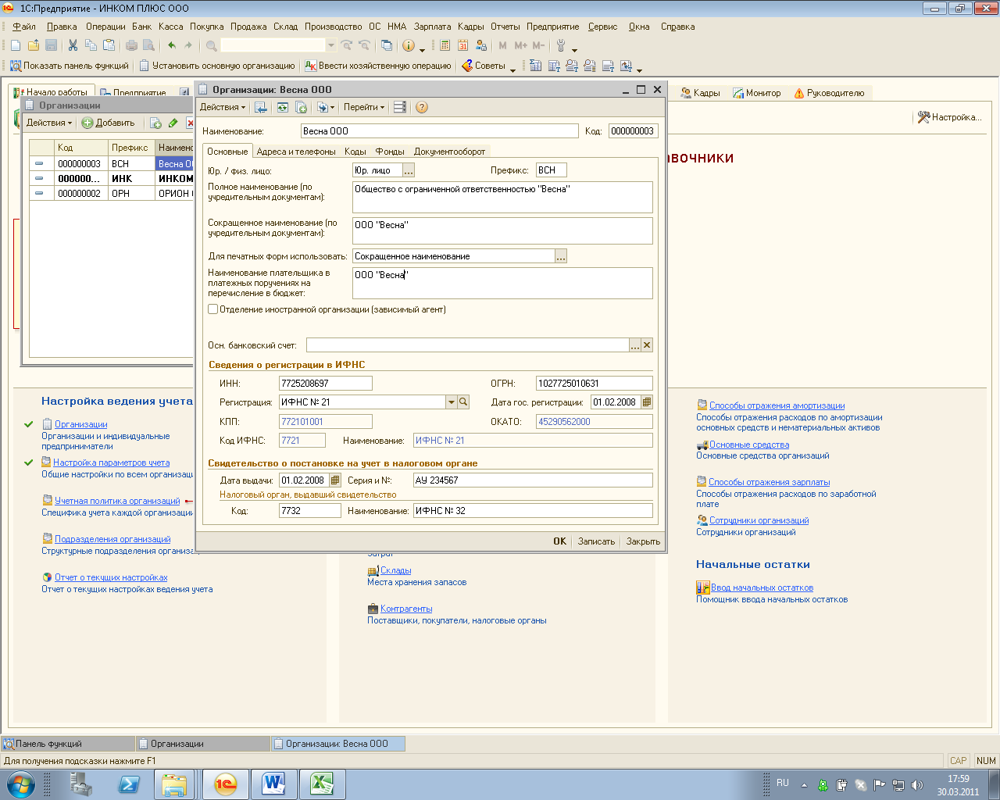 1С:Предприятие - ИНКОМ ПЛЮС ООО
Файл Правка Операции Банк Касса Покупка Продажа Склад Производство ОС НМА Зарплата Кадры Отчеты Предприятие Сервис Окна Справка
M M+ M-
Показать панель функций Установить основную организацию Ввести хозяйственную операцию Советы
Начало работы Предприятие Кадры Монитор Руководителю
Настройка...
Организации
Действия Добавить
Код Префикс Наимено
000000003 ВСН Весна О
000000... ИНК ИНКОМ
000000002 ОРН ОРИОН
Организации: Весна ООО
Действия Перейти
Наименование: Весна ООО Код: 000000003
Основные Адреса и телефоны Коды Фонды Документооборот
Юр. / физ. лицо: Юр. лицо ... Префикс: ВСН
Полное наименование (по учредительным документам):
Общество с ограниченной ответственностью "Весна"
Сокращенное наименование (по учредительным документам):
ООО "Весна"
Для печатных форм использовать: Сокращенное наименование ...
Наименование плательщика в платежных поручениях на перечисление в бюджет:
ООО "Весна"
Отделение иностранной организации (зависимый агент)
Осн. банковский счет: ...
Сведения о регистрации в ИФНС
ИНН: 7725208697 ОГРН: 1027725010631
Регистрация: ИФНС № 21 Дата гос. регистрации: 01.02.2008
КПП: 772101001 ОКАТО: 45290562000
Код ИФНС: 7721 Наименование: ИФНС № 21
Свидетельство о постановке на учет в налоговом органе
Дата выдачи: 01.02.2008 Серия и №: АУ 234567
Налоговый орган, выдавший свидетельство
Код: 7732 Наименование: ИФНС № 32
OK Записать Закрыть
авочники
Настройка ведения учета
Организации
Организации и индивидуальные
предприниматели
Настройка параметров учета
Общие настройки по всем организац
Учетная политика организаций
Специфика учета каждой организации
Подразделения организаций
Структурные подразделения организа
Отчет о текущих настройках
Отчет о текущих настройках ведения учета
затрат
Склады
Места хранения запасов
Контрагенты
Поставщики, покупатели, налоговые органы
Способы отражения амортизации
Способы отражения расходов по амортизации
основных средств и нематериальных активов
Основные средства
Основные средства организаций
Способы отражения зарплаты
Способы отражения расходов по заработной
плате
Сотрудники организаций
Сотрудники организаций
Начальные остатки
Ввод начальных остатков
Помощник ввода начальных остатков
Панель функций Организации Организации: Весна ООО
Для получения подсказки нажмите F1 CAP NUM
RU 17:59
30.03.2011